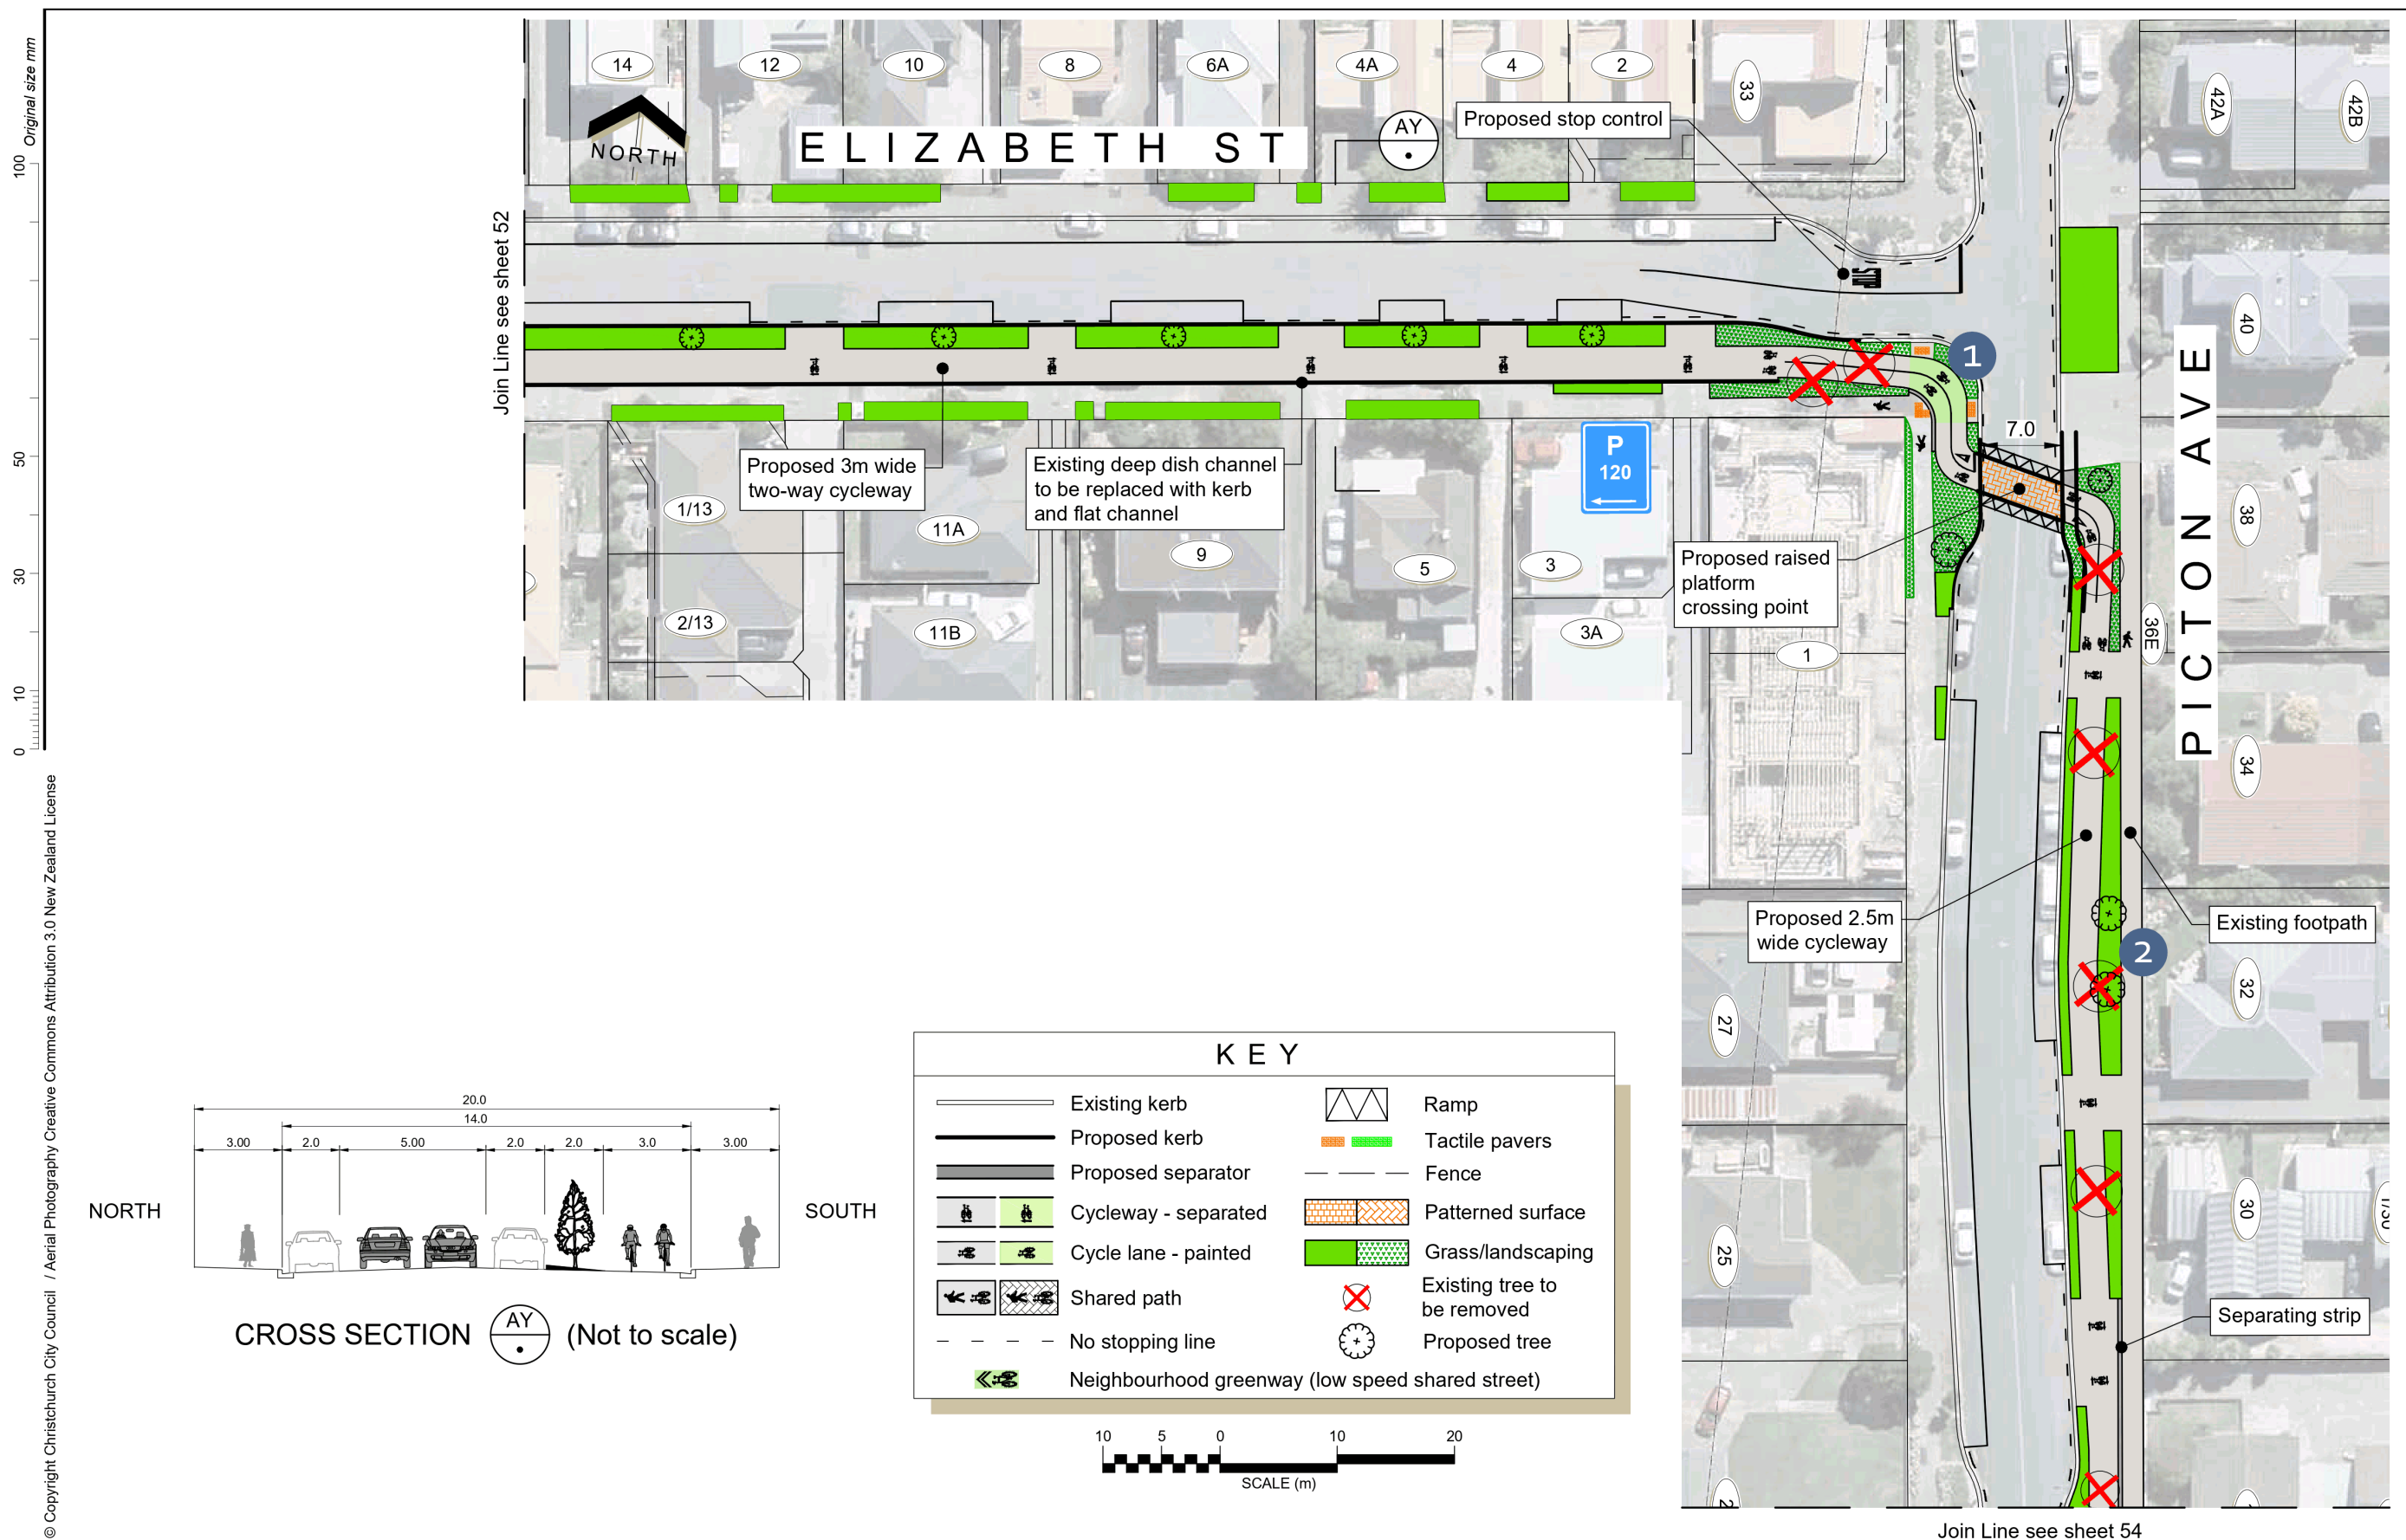 Original size mm
100
50
30
10
0
© Copyright Christchurch City Council / Aerial Photography Creative Commons Attribution 3.0 New Zealand License
14
12
10
8
6A
4A
4
2
33
42A
42B
NORTH
ELIZABETH ST
AY
Proposed stop control
Join Line see sheet 52
1
40
PICTON AVE
7.0
38
Proposed 3m wide
two-way cycleway
Existing deep dish channel
to be replaced with kerb
and flat channel
P
120
1/13
11A
9
5
3
2/13
11B
3A
1
Proposed raised
platform
crossing point
36E
34
Proposed 2.5m
wide cycleway
Existing footpath
2
32
27
30
1/30
25
Separating strip
2
Join Line see sheet 54
20.0
14.0
3.00
2.0
5.00
2.0
2.0
3.0
3.00
NORTH
SOUTH
CROSS SECTION
AY
(Not to scale)
KEY
Existing kerb
Ramp
Proposed kerb
Tactile pavers
Proposed separator
Fence
Cycleway - separated
Patterned surface
Cycle lane - painted
Grass/landscaping
Shared path
Existing tree to
be removed
No stopping line
Proposed tree
Neighbourhood greenway (low speed shared street)
10 5 0 10 20
SCALE (m)